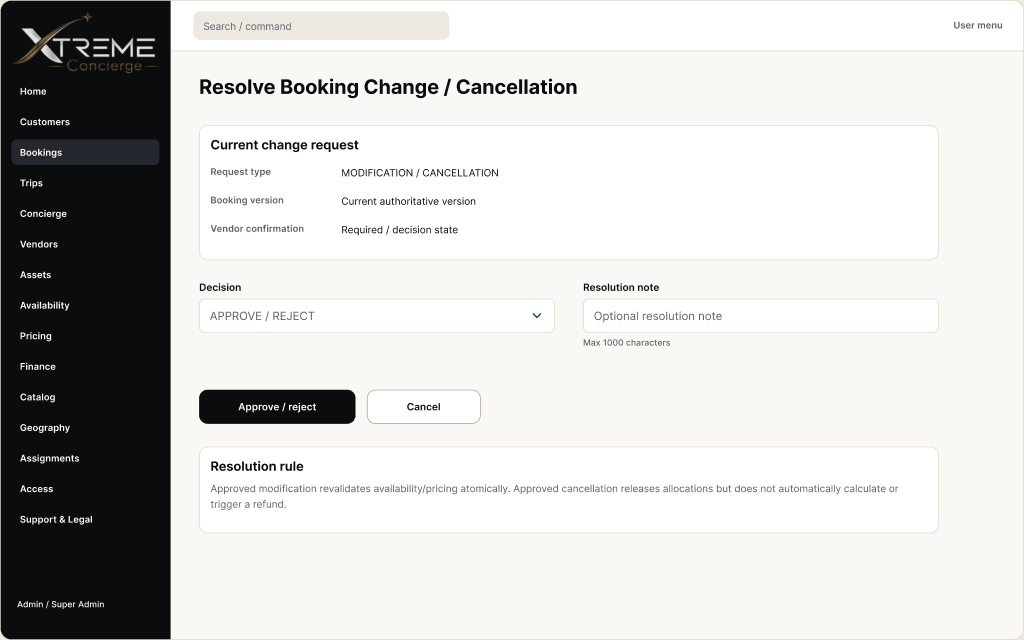 XTREME
Concierge
Search / command
User menu
Home
Customers
Bookings
Trips
Concierge
Vendors
Assets
Availability
Pricing
Finance
Catalog
Geography
Assignments
Access
Support & Legal
Admin / Super Admin
Resolve Booking Change / Cancellation
Current change request
Request type MODIFICATION / CANCELLATION
Booking version Current authoritative version
Vendor confirmation Required / decision state
Decision
APPROVE / REJECT
Resolution note
Optional resolution note
Max 1000 characters
Approve / reject
Cancel
Resolution rule
Approved modification revalidates availability/pricing atomically. Approved cancellation releases allocations but does not automatically calculate or
trigger a refund.